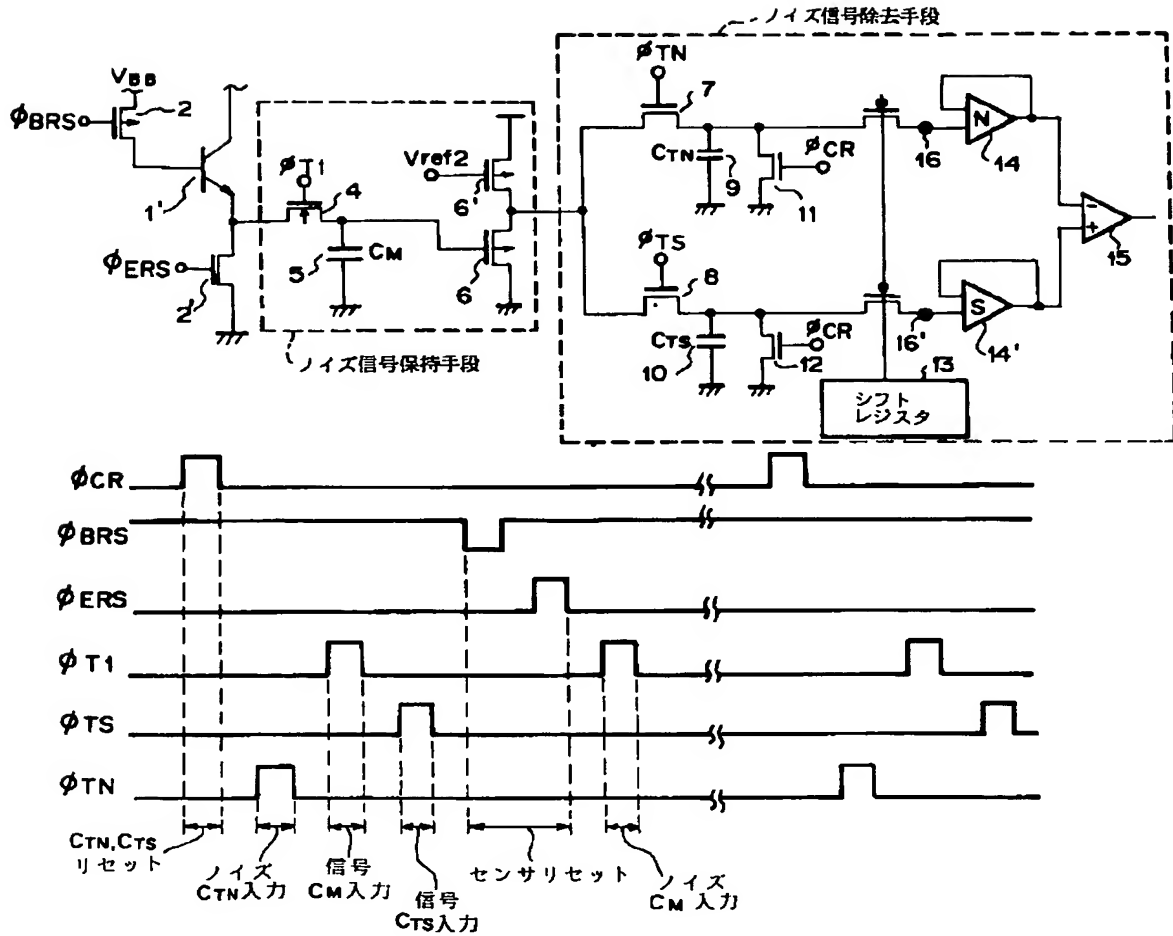 ノイズ信号除去手段
VBB
φBRS
2
1'
φERS
2'
φT1
4
CM
5
Vref2
6'
6
ノイズ信号保持手段
φTN
7
CTN
9
φCR
11
16
N
14
φTS
8
CTS
10
φCR
12
16'
S
14'
-
+
15
13
シフト
レジスタ
φCR
φBRS
φERS
φT1
φTS
φTN
CTN,CTS
リセット
ノイズ
CTN入力
信号
CM入力
信号
CTS入力
センサリセット
ノイズ
CM入力